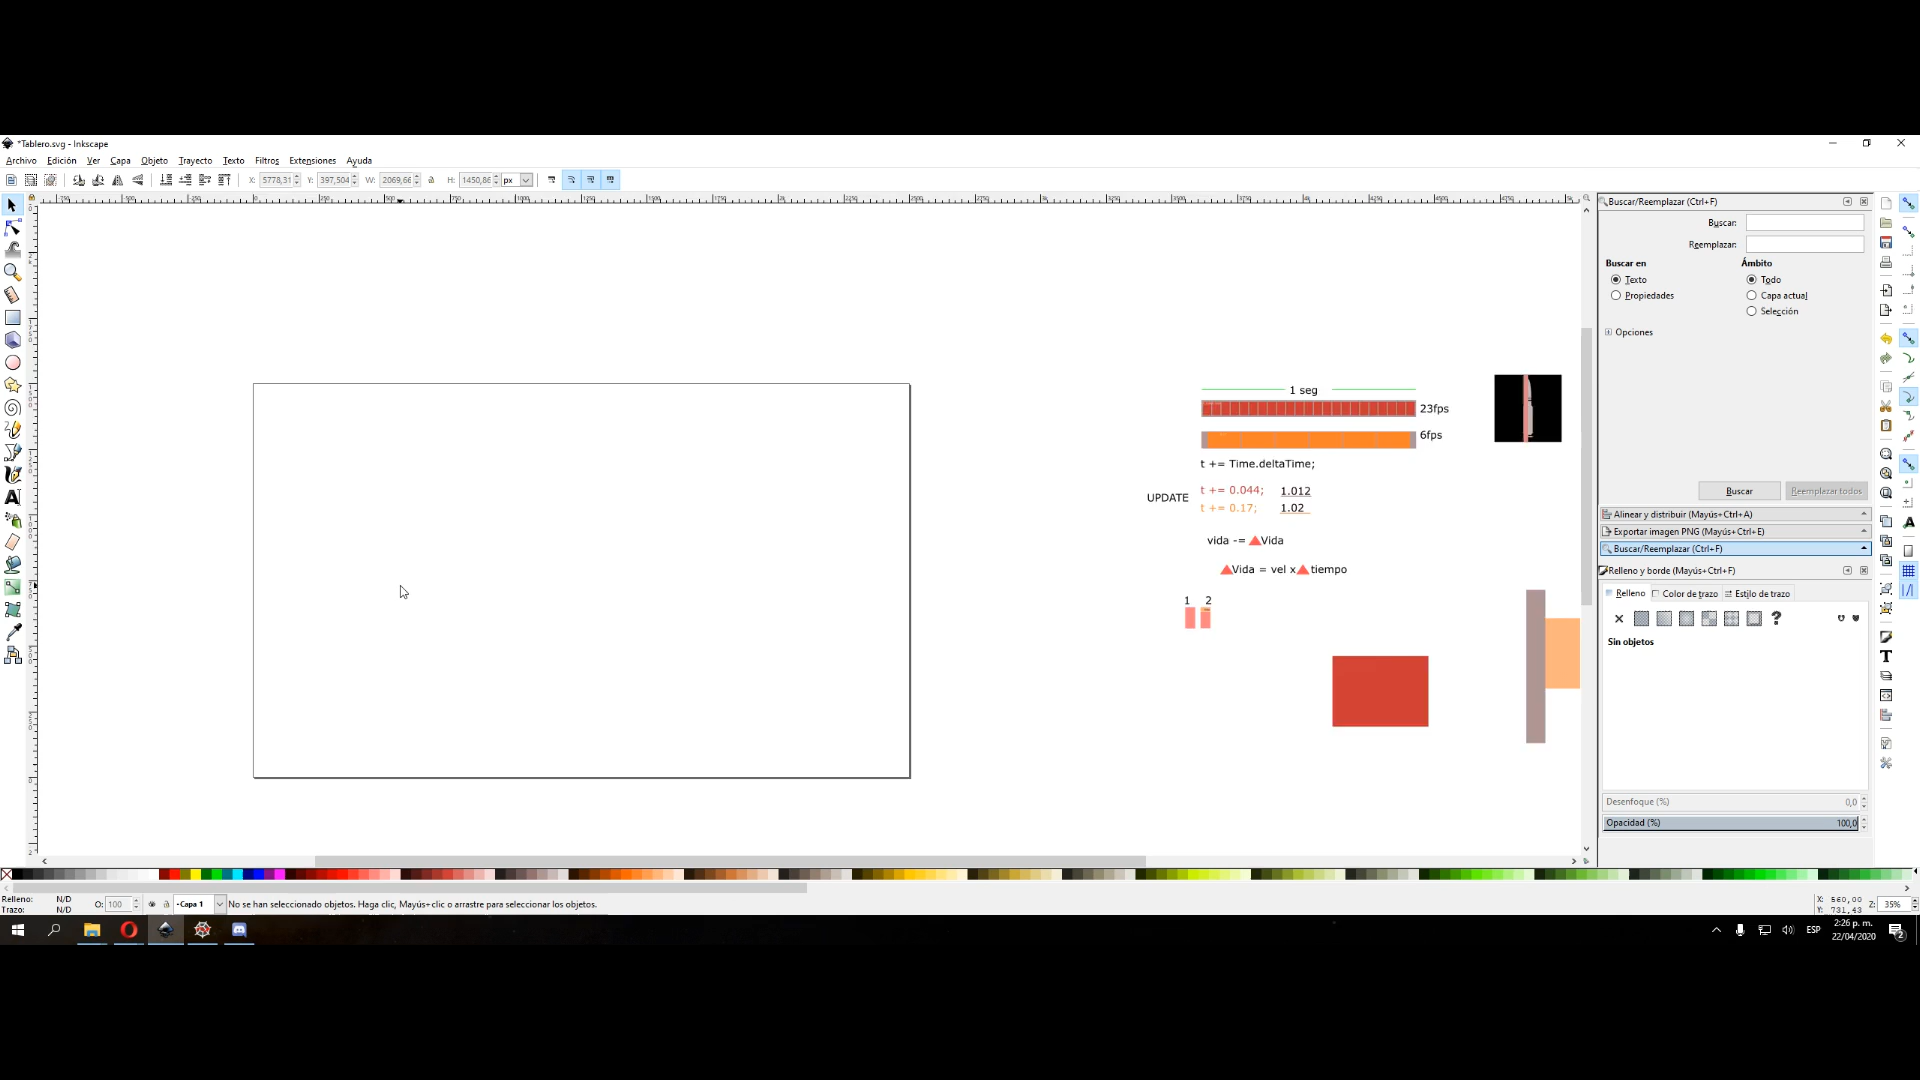 *Tablero.svg - Inkscape
Archivo Edición Ver Capa Objeto Trayecto Texto Filtros Extensiones Ayuda
X: 5778,31 Y: 397,504 W: 2069,66 H: 1450,86 px
Buscar/Reemplazar (Ctrl+F)
Buscar:
Reemplazar:
Buscar en Ámbito
Texto Todo
Propiedades Capa actual
Selección
Opciones
1 seg
23fps
6fps
t += Time.deltaTime;
UPDATE t += 0.044; 1.012
t += 0.17; 1.02
vida -= Vida
Vida = vel x tiempo
1 2
Buscar Reemplazar todos
Alinear y distribuir (Mayús+Ctrl+A)
Exportar imagen PNG (Mayús+Ctrl+E)
Buscar/Reemplazar (Ctrl+F)
Relleno y borde (Mayús+Ctrl+F)
Relleno Color de trazo Estilo de trazo
Sin objetos
Desenfoque (%) 0,0
Opacidad (%) 100,0
Relleno: N/D
Trazo: N/D
O: 100 Capa 1 No se han seleccionado objetos. Haga clic, Mayús+clic o arrastre para seleccionar los objetos.
X: 560,00
Y: 731,43
Z: 35%
ESP
2:26 p. m.
22/04/2020
2